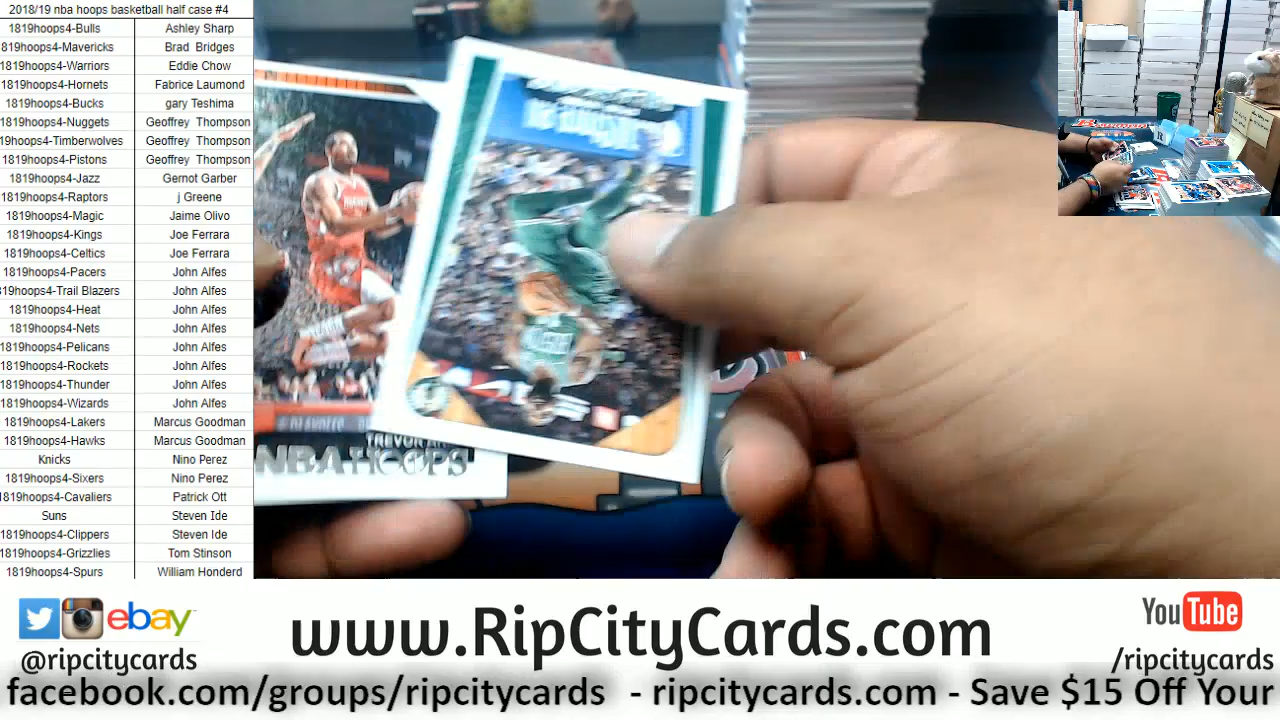 2018/19 nba hoops basketball half case #4
1819hoops4-Bulls Ashley Sharp
819hoops4-Mavericks Brad Bridges
1819hoops4-Warriors Eddie Chow
1819hoops4-Hornets Fabrice Laumond
1819hoops4-Bucks gary Teshima
1819hoops4-Nuggets Geoffrey Thompson
19hoops4-Timberwolves Geoffrey Thompson
1819hoops4-Pistons Geoffrey Thompson
1819hoops4-Jazz Gernot Garber
1819hoops4-Raptors j Greene
1819hoops4-Magic Jaime Olivo
1819hoops4-Kings Joe Ferrara
1819hoops4-Celtics Joe Ferrara
1819hoops4-Pacers John Alfes
19hoops4-Trail Blazers John Alfes
1819hoops4-Heat John Alfes
1819hoops4-Nets John Alfes
1819hoops4-Pelicans John Alfes
1819hoops4-Rockets John Alfes
1819hoops4-Thunder John Alfes
1819hoops4-Wizards John Alfes
1819hoops4-Lakers Marcus Goodman
1819hoops4-Hawks Marcus Goodman
Knicks Nino Perez
1819hoops4-Sixers Nino Perez
1819hoops4-Cavaliers Patrick Ott
Suns Steven Ide
1819hoops4-Clippers Steven Ide
1819hoops4-Grizzlies Tom Stinson
1819hoops4-Spurs William Honderd
TREVOR
NBA HOOPS
ebay
@ripcitycards
www.RipCityCards.com
YouTube
/ripcitycards
facebook.com/groups/ripcitycards - ripcitycards.com - Save $15 Off Your